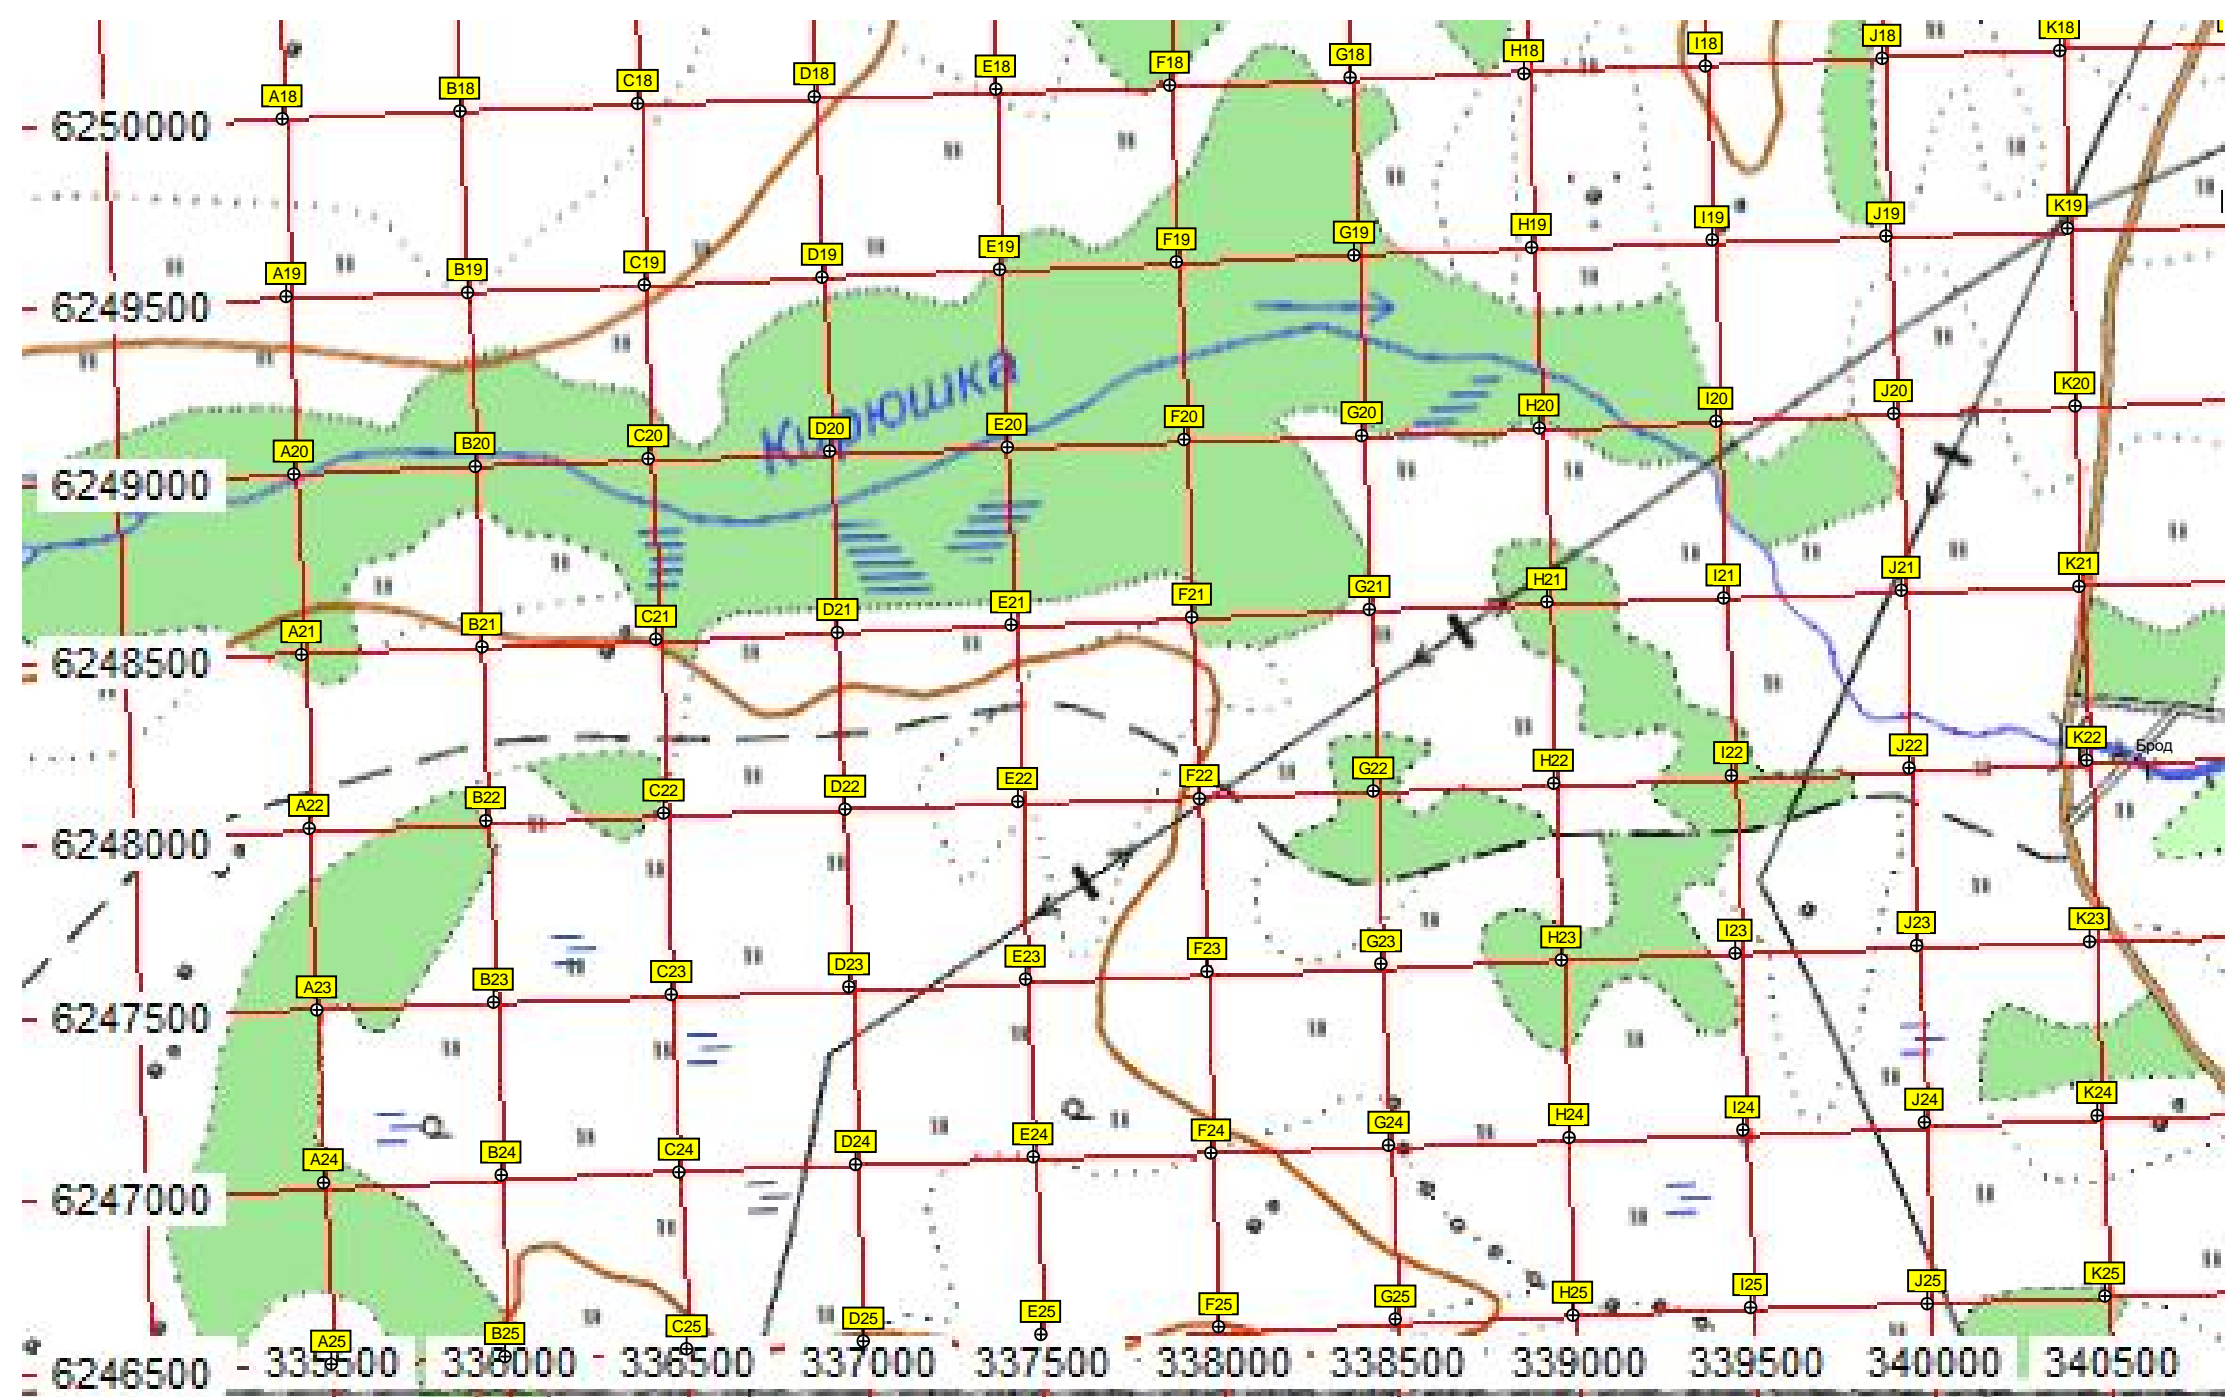 A18 B18 C18 D18 E18 F18 G18 H18 I18 J18 K18
6250000
A19 B19 C19 D19 E19 F19 G19 H19 I19 J19 K19
6249500
Кирюшка
A20 B20 C20 D20 E20 F20 G20 H20 I20 J20 K20
6249000
A21 B21 C21 D21 E21 F21 G21 H21 I21 J21 K21
6248500
A22 B22 C22 D22 E22 F22 G22 H22 I22 J22 K22
Брод
6248000
A23 B23 C23 D23 E23 F23 G23 H23 I23 J23 K23
6247500
A24 B24 C24 D24 E24 F24 G24 H24 I24 J24 K24
6247000
A25 B25 C25 D25 E25 F25 G25 H25 I25 J25 K25
6246500 335500 336000 336500 337000 337500 338000 338500 339000 339500 340000 340500